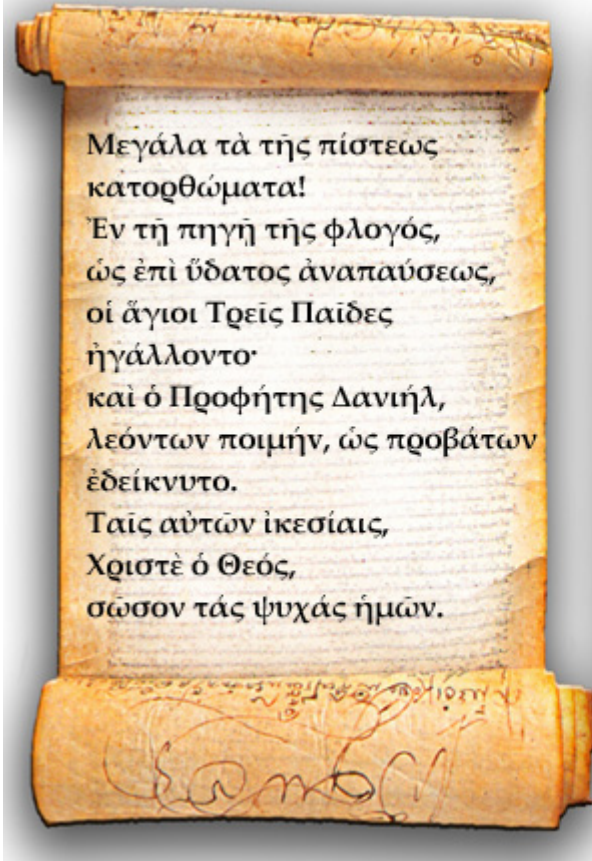 Μεγάλα τὰ τῆς πίστεως
κατορθώματα!
Ἐν τῇ πηγῇ τῆς φλογός,
ὡς ἐπὶ ὕδατος ἀναπαύσεως,
οἱ ἅγιοι Τρεῖς Παῖδες
ἠγάλλοντο·
καὶ ὁ Προφήτης Δανιήλ,
λεόντων ποιμήν, ὡς προβάτων
ἐδείκνυτο.
Ταῖς αὐτῶν ἱκεσίαις,
Χριστὲ ὁ Θεός,
σῶσον τάς ψυχάς ἡμῶν.